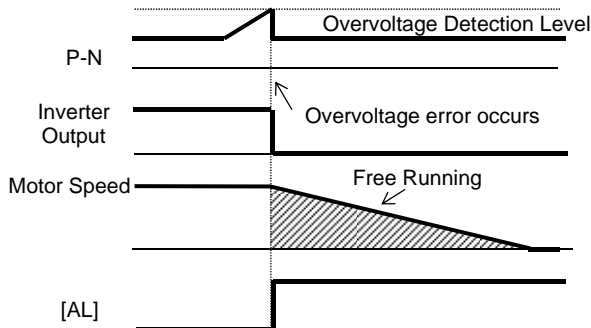 Overvoltage Detection Level
P-N
Inverter
Output
Overvoltage error occurs
Motor Speed
Free Running
[AL]